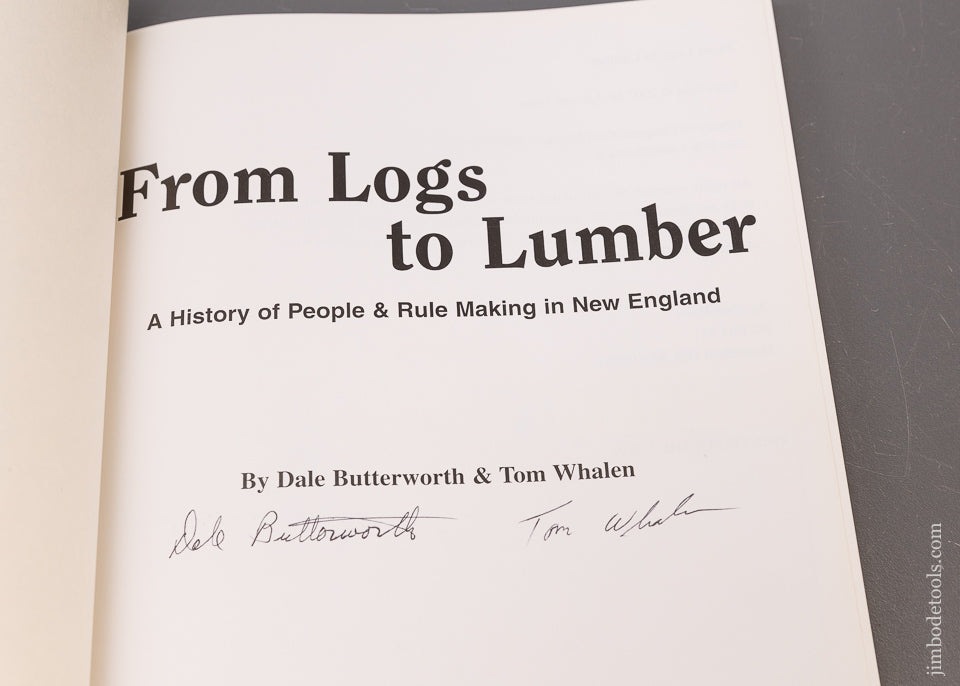 From Logs
to Lumber
A History of People & Rule Making in New England
By Dale Butterworth & Tom Whalen
Dale Butterworth Tom Whalen
jimbodetools.com